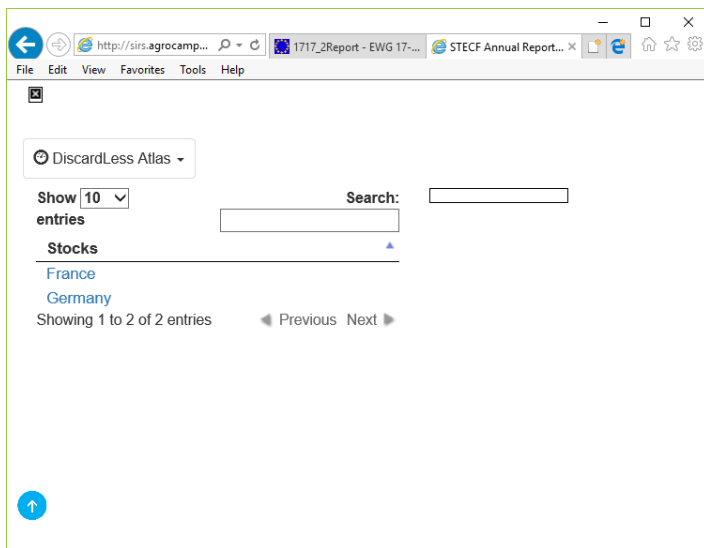 http://sirs.agrocamp...
1717_2Report - EWG 17-...
STECF Annual Report...
File Edit View Favorites Tools Help
DiscardLess Atlas
Show 10 entries
Search:
Stocks
France
Germany
Showing 1 to 2 of 2 entries
Previous Next